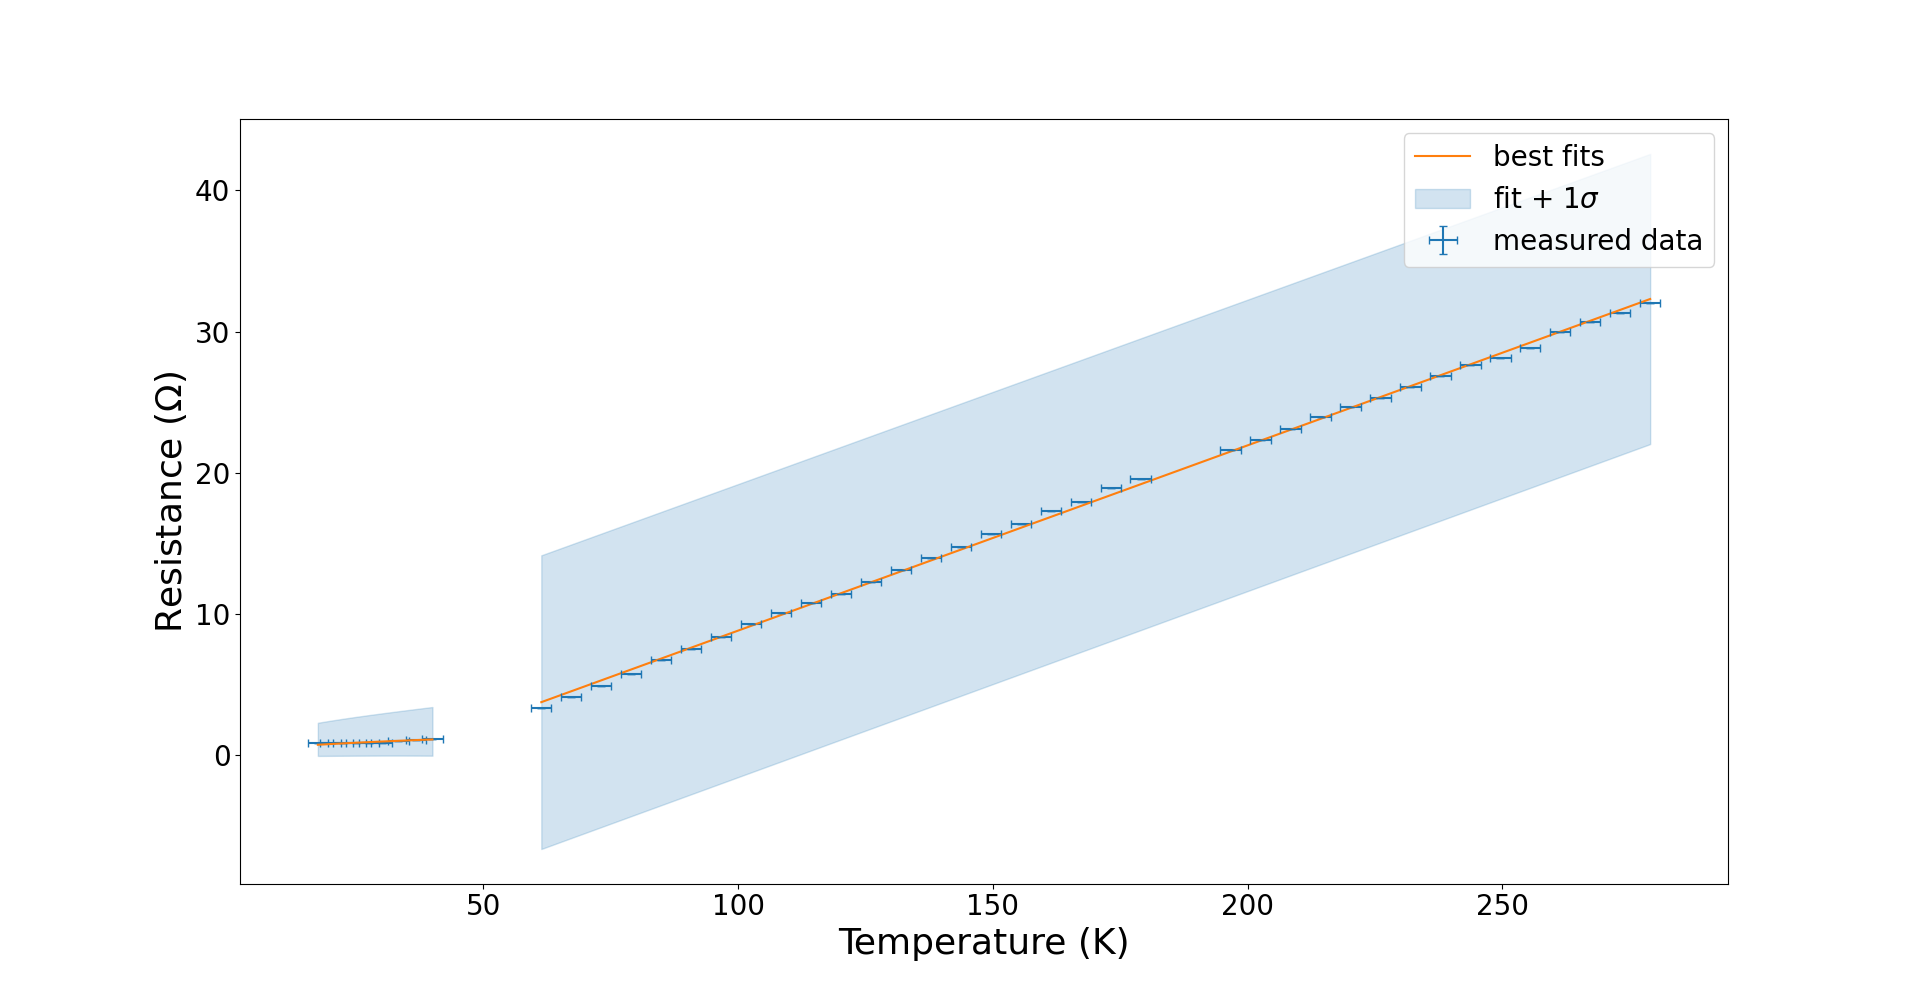 best fits
fit + 1σ
measured data
40
30
20
10
0
Resistance (Ω)
50 100 150 200 250
Temperature (K)